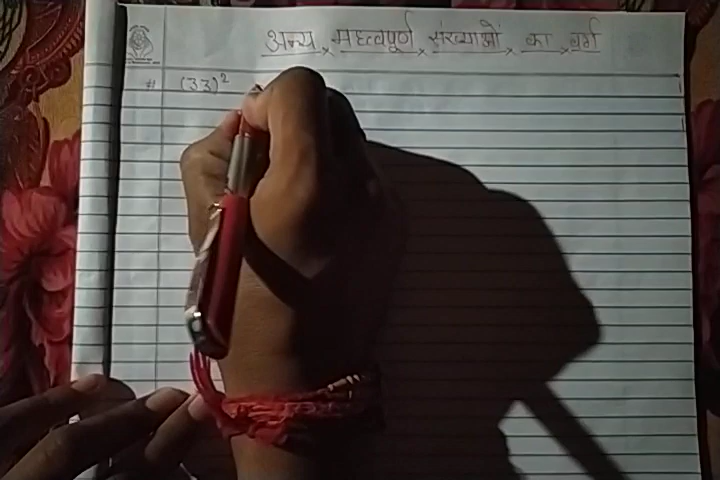 अन्य महत्वपूर्ण संख्याओं का वर्ग
# (33)²